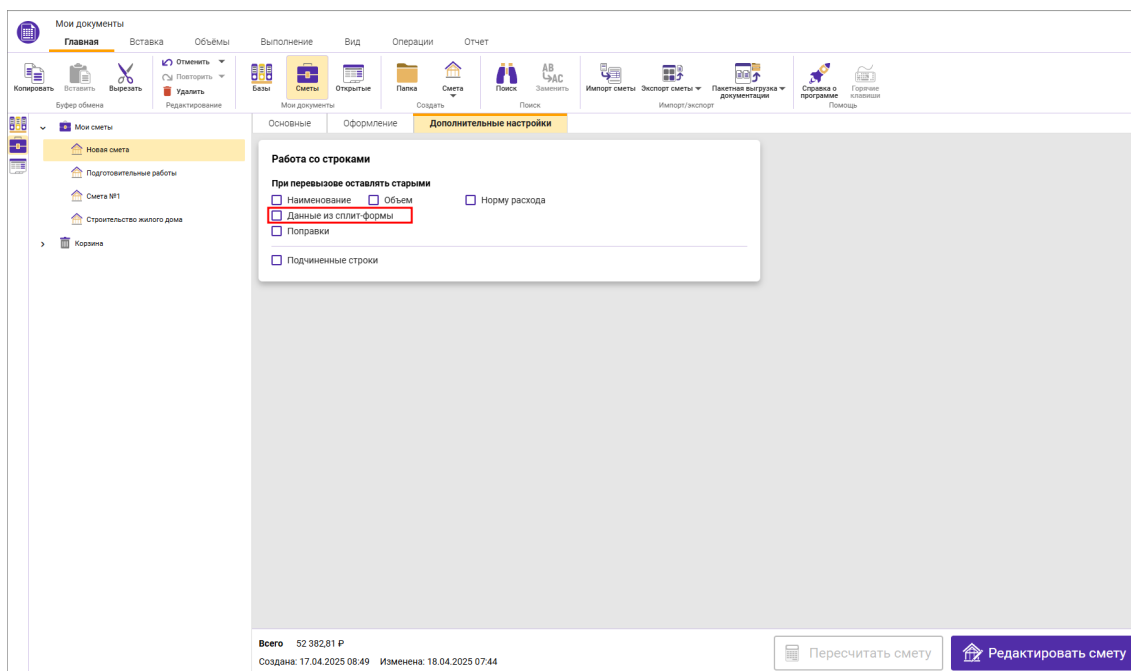 Мои документы
Главная Вставка Объёмы Выполнение Вид Операции Отчет
Копировать Вставить Вырезать
Отменить
Повторить
Удалить
Базы Сметы Открытые Папка Смета Поиск Заменить Импорт сметы Экспорт сметы Пакетная выгрузка документации Справка о программе Горячие клавиши
AB
AC
Буфер обмена Редактирование Мои документы Создать Поиск Импорт/экспорт Помощь
Мои сметы
Новая смета
Подготовительные работы
Смета №1
Строительство жилого дома
Корзина
Основные Оформление Дополнительные настройки
Работа со строками
При перевызове оставлять старыми
Наименование Объем Норму расхода
Данные из сплит-формы
Поправки
Подчиненные строки
Всего 52 382,81 ₽
Создана: 17.04.2025 08:49 Изменена: 18.04.2025 07:44
Пересчитать смету Редактировать смету